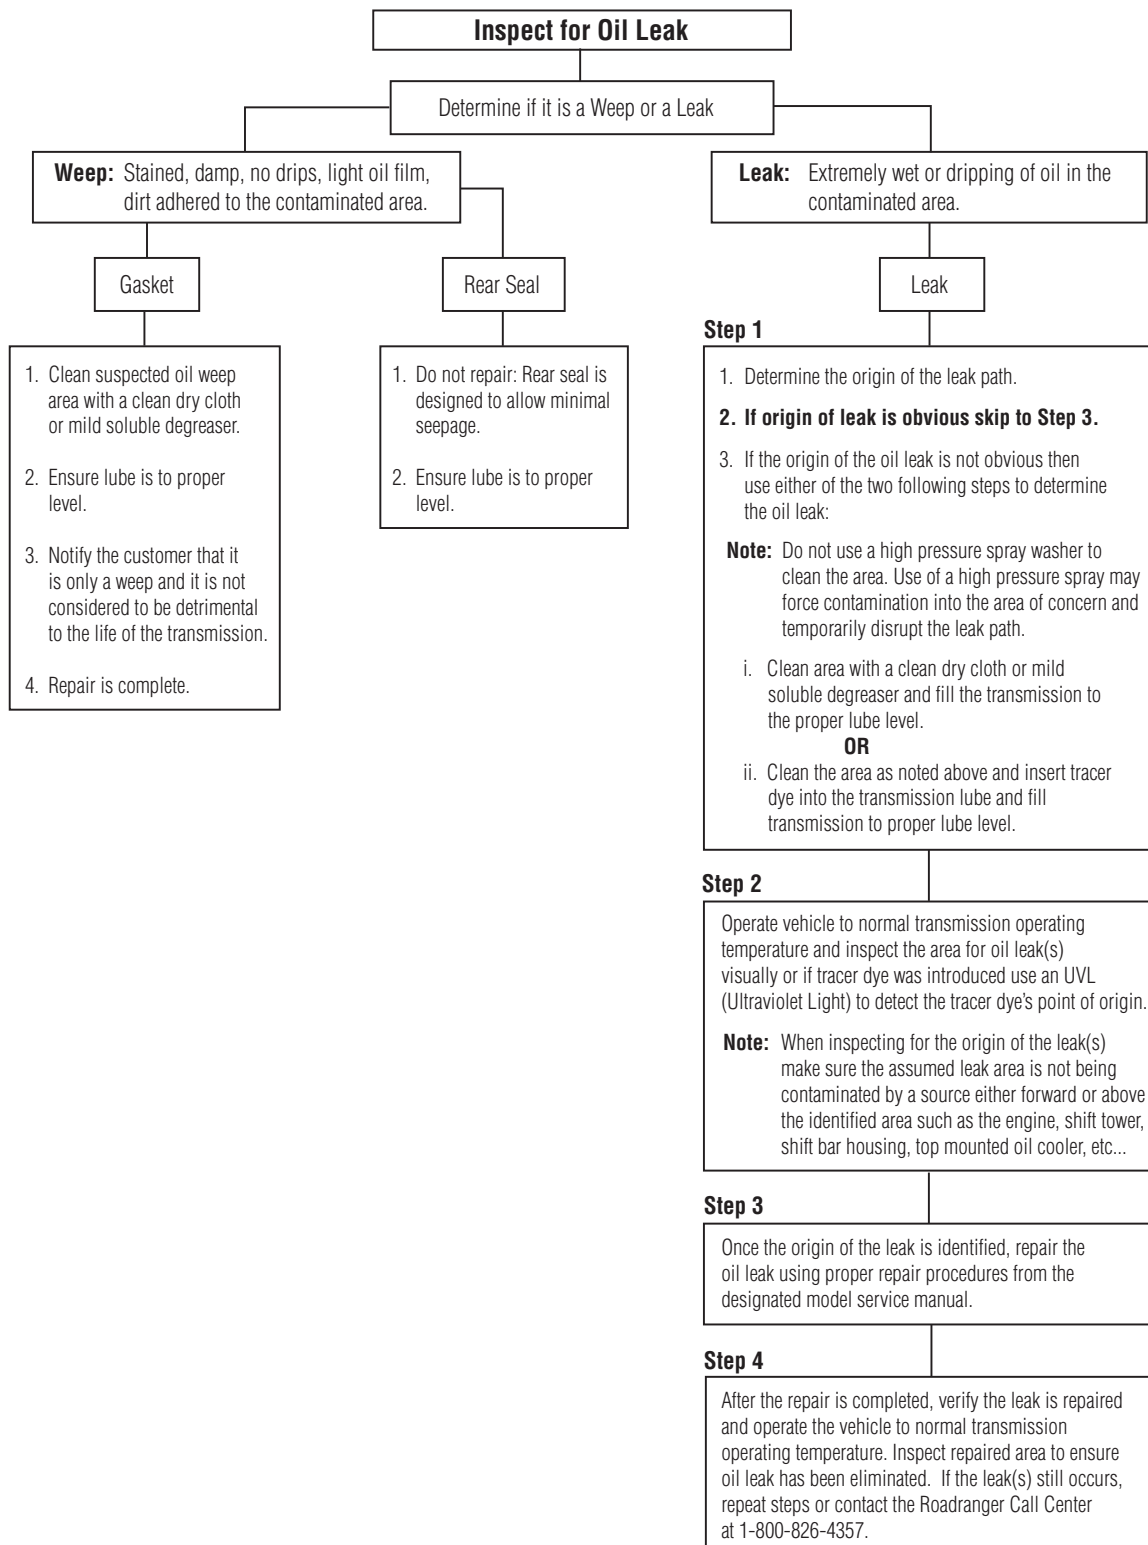 Inspect for Oil Leak
Determine if it is a Weep or a Leak
Weep: Stained, damp, no drips, light oil film,
dirt adhered to the contaminated area.
Leak: Extremely wet or dripping of oil in the
contaminated area.
Gasket
Rear Seal
Leak
1. Clean suspected oil weep
area with a clean dry cloth
or mild soluble degreaser.
2. Ensure lube is to proper
level.
3. Notify the customer that it
is only a weep and it is not
considered to be detrimental
to the life of the transmission.
4. Repair is complete.
1. Do not repair: Rear seal is
designed to allow minimal
seepage.
2. Ensure lube is to proper
level.
Step 1
1. Determine the origin of the leak path.
2. If origin of leak is obvious skip to Step 3.
3. If the origin of the oil leak is not obvious then
use either of the two following steps to determine
the oil leak:
Note: Do not use a high pressure spray washer to
clean the area. Use of a high pressure spray may
force contamination into the area of concern and
temporarily disrupt the leak path.
i. Clean area with a clean dry cloth or mild
soluble degreaser and fill the transmission to
the proper lube level.
OR
ii. Clean the area as noted above and insert tracer
dye into the transmission lube and fill
transmission to proper lube level.
Step 2
Operate vehicle to normal transmission operating
temperature and inspect the area for oil leak(s)
visually or if tracer dye was introduced use an UVL
(Ultraviolet Light) to detect the tracer dye's point of origin.
Note: When inspecting for the origin of the leak(s)
make sure the assumed leak area is not being
contaminated by a source either forward or above
the identified area such as the engine, shift tower,
shift bar housing, top mounted oil cooler, etc...
Step 3
Once the origin of the leak is identified, repair the
oil leak using proper repair procedures from the
designated model service manual.
Step 4
After the repair is completed, verify the leak is repaired
and operate the vehicle to normal transmission
operating temperature. Inspect repaired area to ensure
oil leak has been eliminated. If the leak(s) still occurs,
repeat steps or contact the Roadranger Call Center
at 1-800-826-4357.